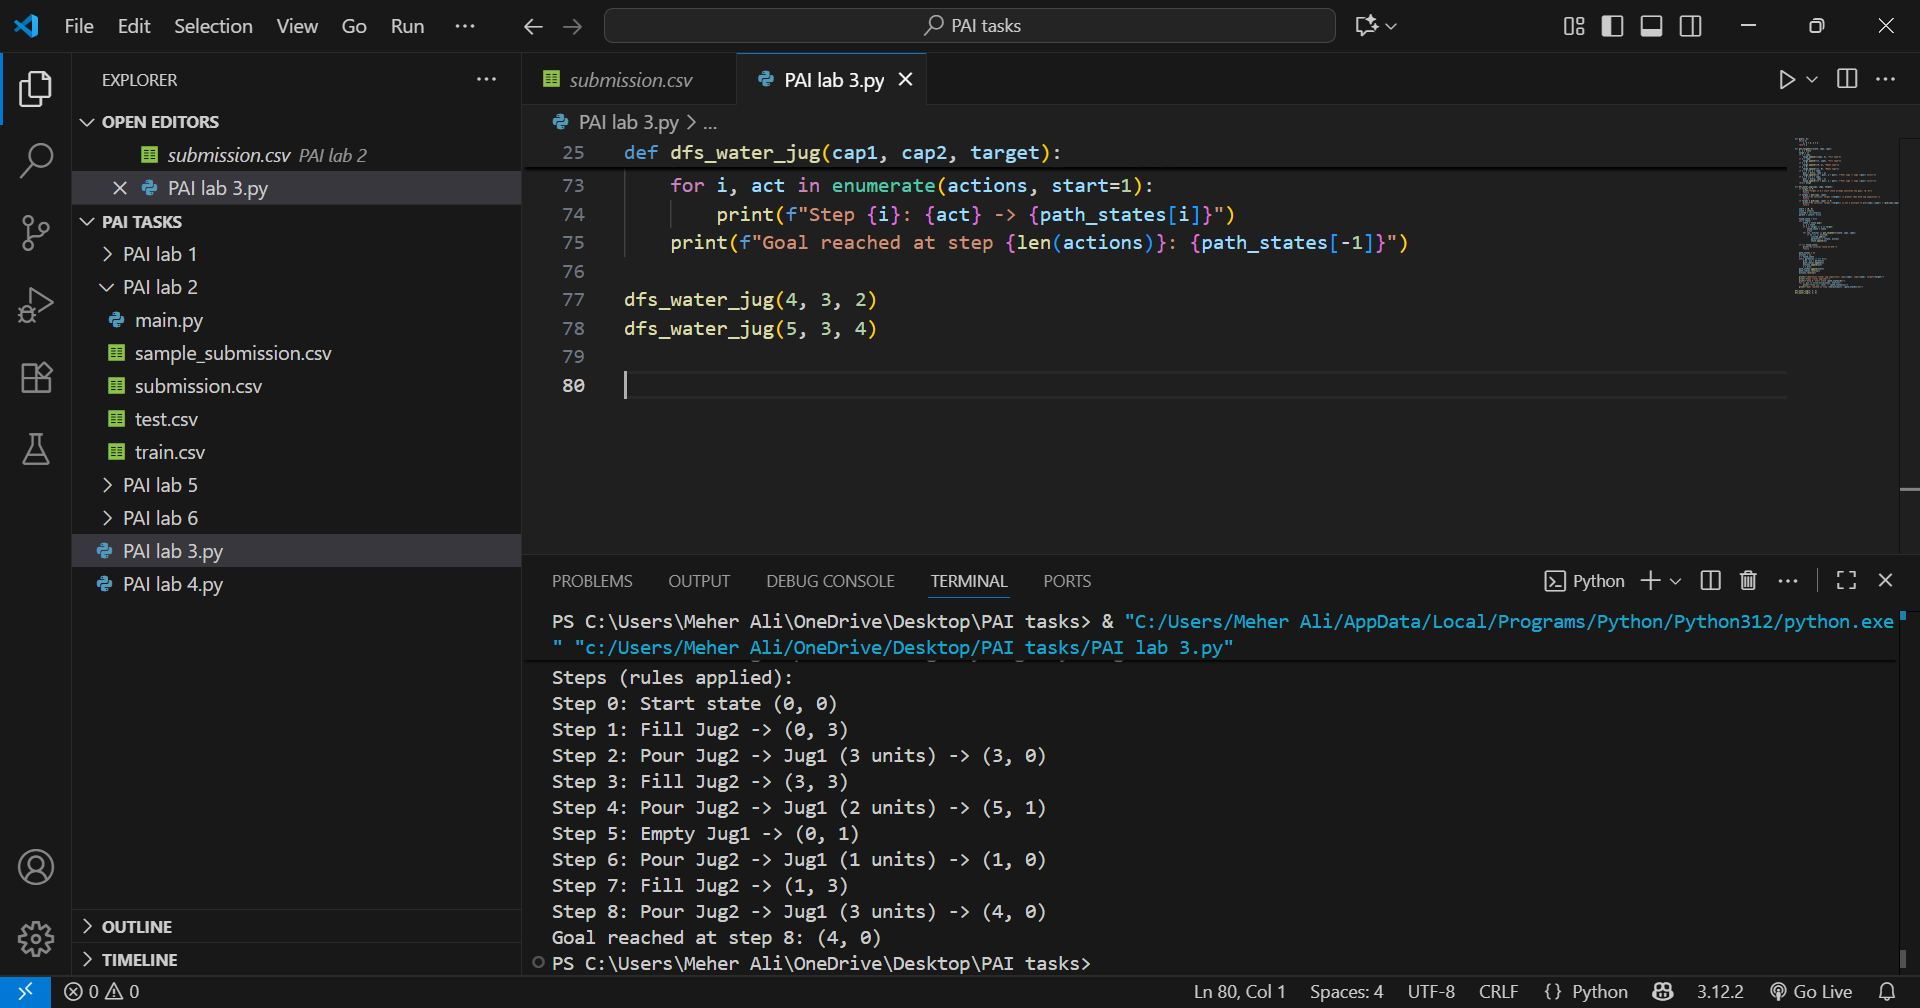 File Edit Selection View Go Run ··· PAI tasks
EXPLORER ···
OPEN EDITORS
submission.csv PAI lab 2
PAI lab 3.py
PAI TASKS
PAI lab 1
PAI lab 2
main.py
sample_submission.csv
submission.csv
test.csv
train.csv
PAI lab 5
PAI lab 6
PAI lab 3.py
PAI lab 4.py
OUTLINE
TIMELINE
submission.csv PAI lab 3.py
PAI lab 3.py > ...
25 def dfs_water_jug(cap1, cap2, target):
73 for i, act in enumerate(actions, start=1):
74 print(f"Step {i}: {act} -> {path_states[i]}")
75 print(f"Goal reached at step {len(actions)}: {path_states[-1]}")
76
77 dfs_water_jug(4, 3, 2)
78 dfs_water_jug(5, 3, 4)
79
80
PROBLEMS OUTPUT DEBUG CONSOLE TERMINAL PORTS Python
PS C:\Users\Meher Ali\OneDrive\Desktop\PAI tasks> & "C:/Users/Meher Ali/AppData/Local/Programs/Python/Python312/python.exe
" "c:/Users/Meher Ali/OneDrive/Desktop/PAI tasks/PAI lab 3.py"
Steps (rules applied):
Step 0: Start state (0, 0)
Step 1: Fill Jug2 -> (0, 3)
Step 2: Pour Jug2 -> Jug1 (3 units) -> (3, 0)
Step 3: Fill Jug2 -> (3, 3)
Step 4: Pour Jug2 -> Jug1 (2 units) -> (5, 1)
Step 5: Empty Jug1 -> (0, 1)
Step 6: Pour Jug2 -> Jug1 (1 units) -> (1, 0)
Step 7: Fill Jug2 -> (1, 3)
Step 8: Pour Jug2 -> Jug1 (3 units) -> (4, 0)
Goal reached at step 8: (4, 0)
PS C:\Users\Meher Ali\OneDrive\Desktop\PAI tasks>
0 0 Ln 80, Col 1 Spaces: 4 UTF-8 CRLF {} Python 3.12.2 Go Live